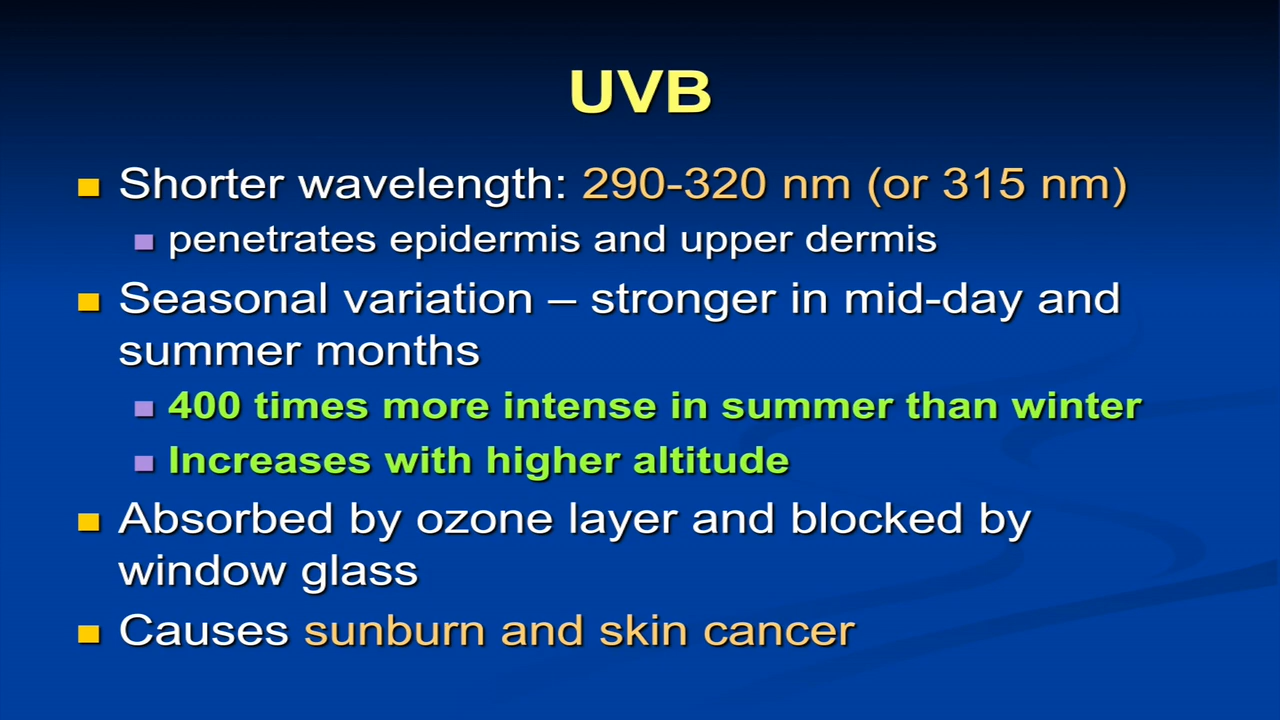 UVB
Shorter wavelength: 290-320 nm (or 315 nm)
penetrates epidermis and upper dermis
Seasonal variation – stronger in mid-day and
summer months
400 times more intense in summer than winter
Increases with higher altitude
Absorbed by ozone layer and blocked by
window glass
Causes sunburn and skin cancer